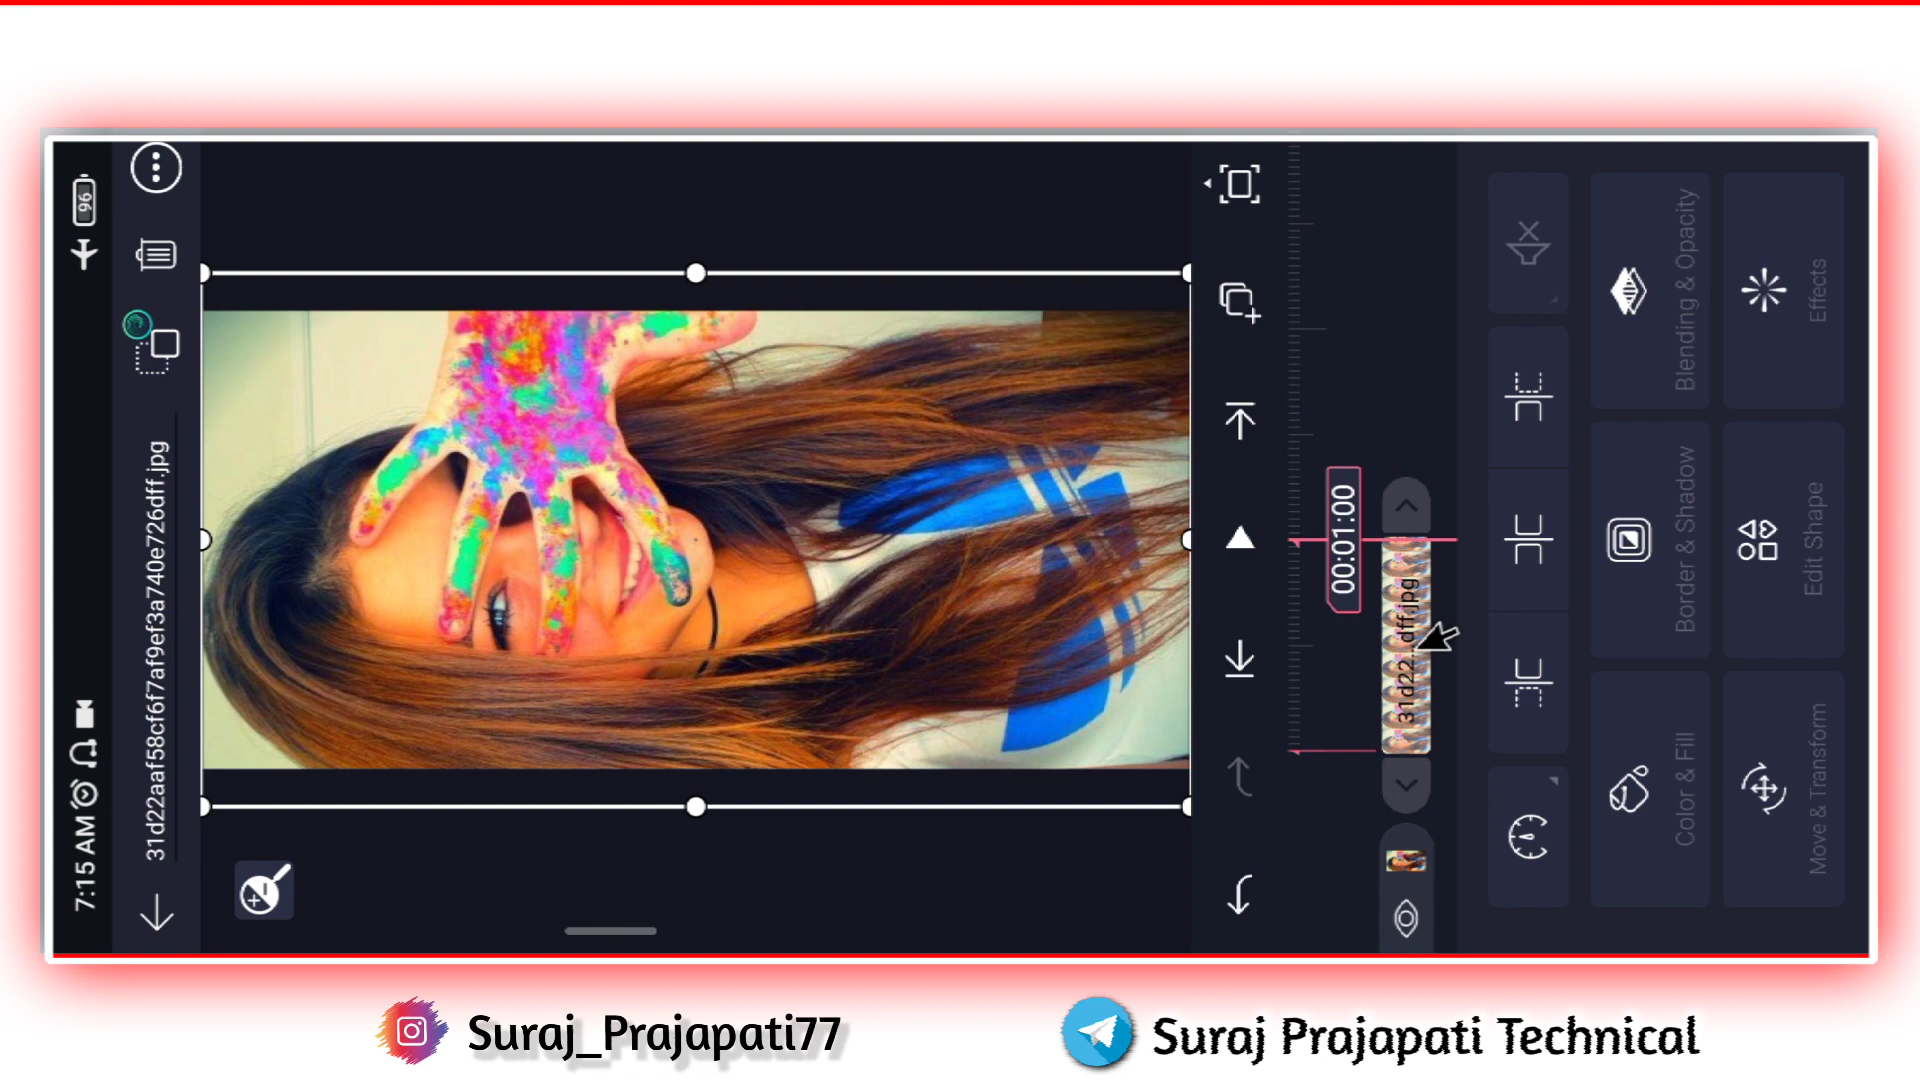 7:15 AM
96
31d22aaf58cf6f7af9ef3a740e726dff.jpg
00:01:00
31d22...dff.jpg
Color & Fill
Border & Shadow
Blending & Opacity
Move & Transform
Edit Shape
Effects
Suraj_Prajapati77
Suraj Prajapati Technical